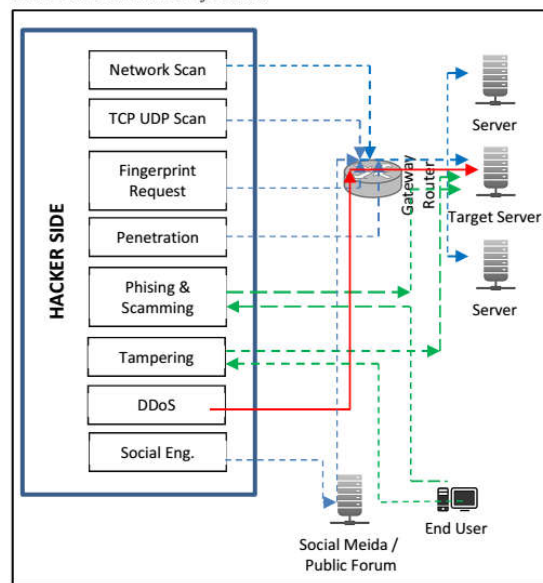 HACKER SIDE
Network Scan
TCP UDP Scan
Fingerprint
Request
Penetration
Phising &
Scamming
Tampering
DDoS
Social Eng.
Gateway
Router
Server
Target Server
Server
Social Meida /
Public Forum
End User